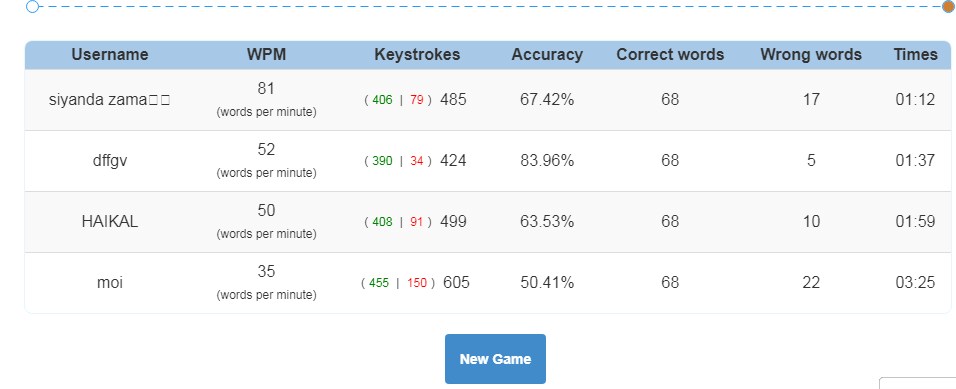 Username WPM Keystrokes Accuracy Correct words Wrong words Times
siyanda zama□□ 81 (words per minute) ( 406 | 79 ) 485 67.42% 68 17 01:12
dffgv 52 (words per minute) ( 390 | 34 ) 424 83.96% 68 5 01:37
HAIKAL 50 (words per minute) ( 408 | 91 ) 499 63.53% 68 10 01:59
moi 35 (words per minute) ( 455 | 150 ) 605 50.41% 68 22 03:25
New Game